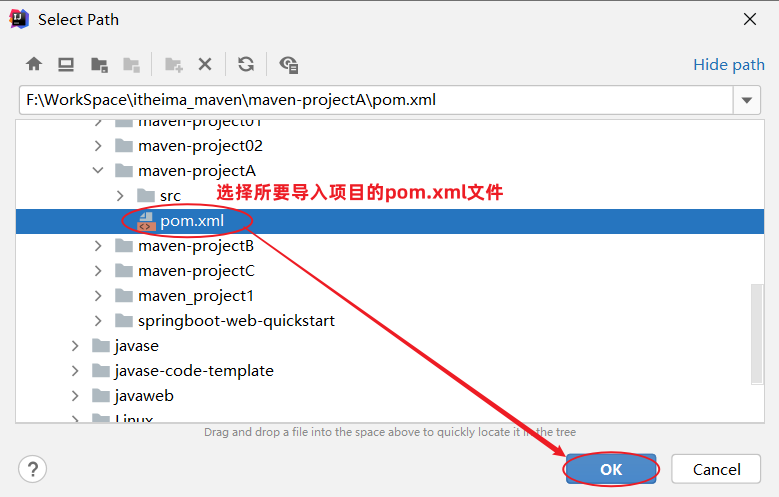 Select Path
Hide path
F:\WorkSpace\itheima_maven\maven-projectA\pom.xml
maven-project01
maven-project02
maven-projectA
src
选择所要导入项目的pom.xml文件
pom.xml
maven-projectB
maven-projectC
maven_project1
springboot-web-quickstart
javase
javase-code-template
javaweb
Linux
Drag and drop a file into the space above to quickly locate it in the tree
?
OK
Cancel